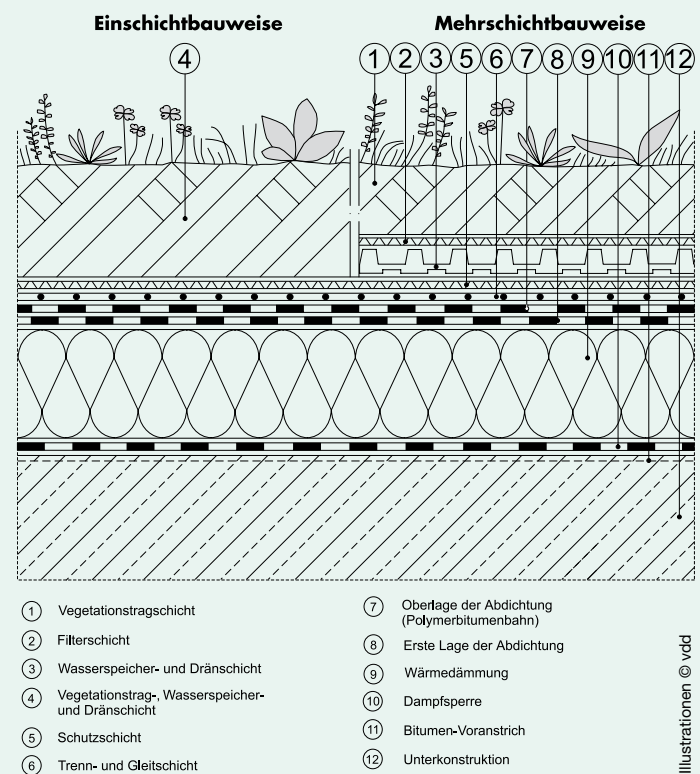 Einschichtbauweise
Mehrschichtbauweise
4
1 2 3 5 6 7 8 9 10 11 12
1 Vegetationstragschicht
2 Filterschicht
3 Wasserspeicher- und Dränschicht
4 Vegetationstrag-, Wasserspeicher-
und Dränschicht
5 Schutzschicht
6 Trenn- und Gleitschicht
7 Oberlage der Abdichtung
(Polymerbitumenbahn)
8 Erste Lage der Abdichtung
9 Wärmedämmung
10 Dampfsperre
11 Bitumen-Voranstrich
12 Unterkonstruktion
Illustrationen © vdd